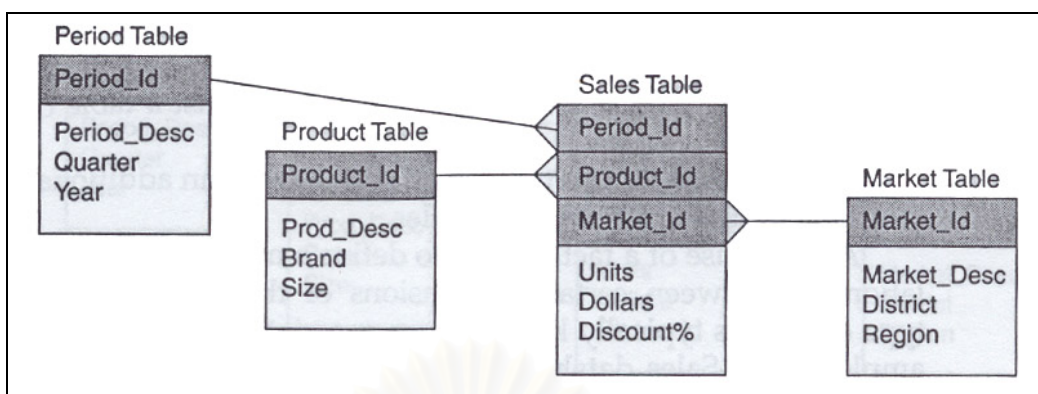 Period Table
Period_Id
Period_Desc
Quarter
Year
Product Table
Product_Id
Prod_Desc
Brand
Size
Sales Table
Period_Id
Product_Id
Market_Id
Units
Dollars
Discount%
Market Table
Market_Id
Market_Desc
District
Region